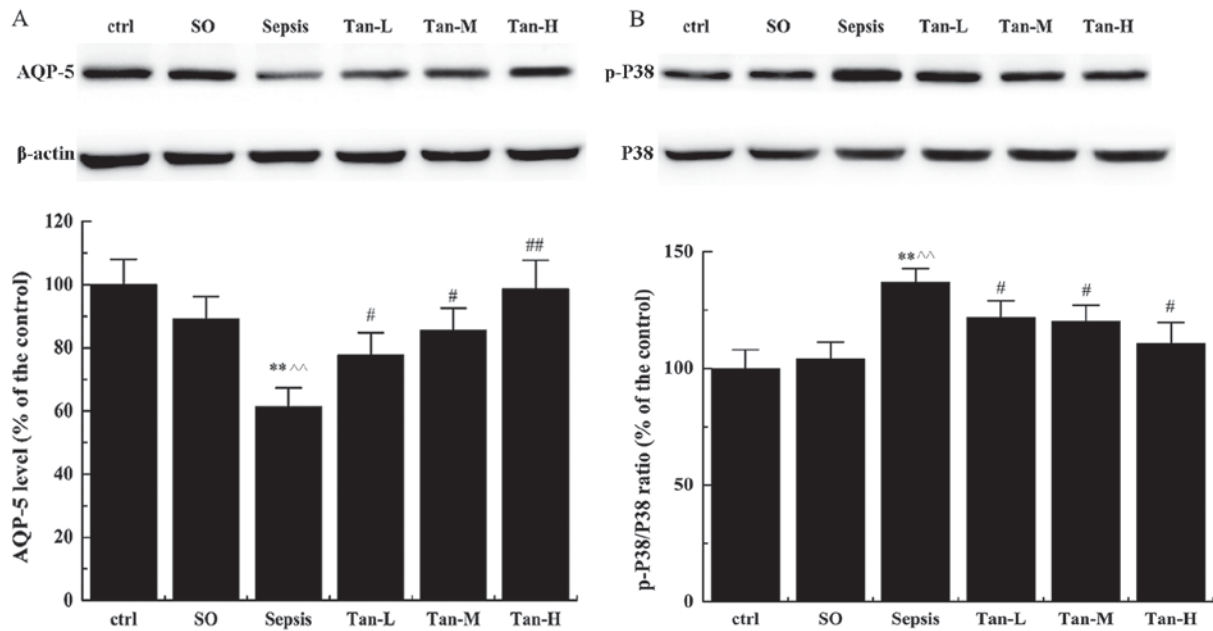 A
ctrl SO Sepsis Tan-L Tan-M Tan-H
AQP-5
β-actin
AQP-5 level (% of the control)
120
100
80
60
40
20
0
** ^^
#
#
##
ctrl SO Sepsis Tan-L Tan-M Tan-H
B
ctrl SO Sepsis Tan-L Tan-M Tan-H
p-P38
P38
p-P38/P38 ratio (% of the control)
150
100
50
0
** ^^
#
#
#
ctrl SO Sepsis Tan-L Tan-M Tan-H